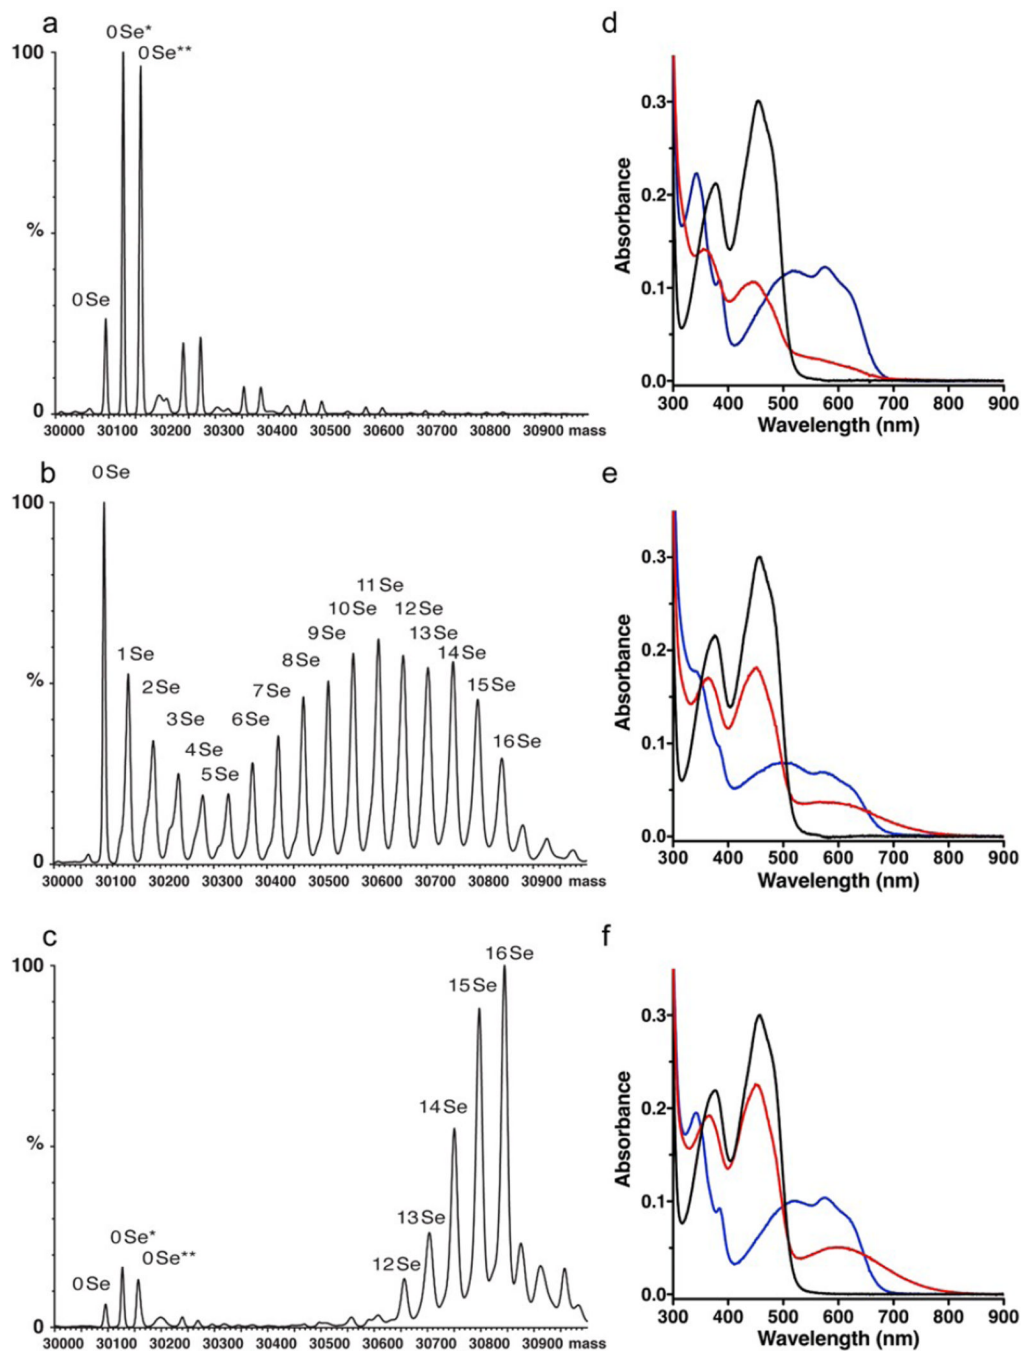 a
0Se*
100
0Se**
%
0Se
0
30000 30100 30200 30300 30400 30500 30600 30700 30800 30900 mass
d
0.3
0.2
0.1
0.0
Absorbance
300 400 500 600 700 800 900
Wavelength (nm)
b
0Se
100
11Se
10Se 12Se
9Se 13Se
1Se 8Se 14Se
% 2Se 7Se 15Se
3Se 6Se
4Se 16Se
5Se
0
30000 30100 30200 30300 30400 30500 30600 30700 30800 30900 mass
e
0.3
0.2
0.1
0.0
Absorbance
300 400 500 600 700 800 900
Wavelength (nm)
c
16Se
100
15Se
14Se
%
13Se
0Se*
0Se** 12Se
0Se
0
30000 30100 30200 30300 30400 30500 30600 30700 30800 30900 mass
f
0.3
0.2
0.1
0.0
Absorbance
300 400 500 600 700 800 900
Wavelength (nm)